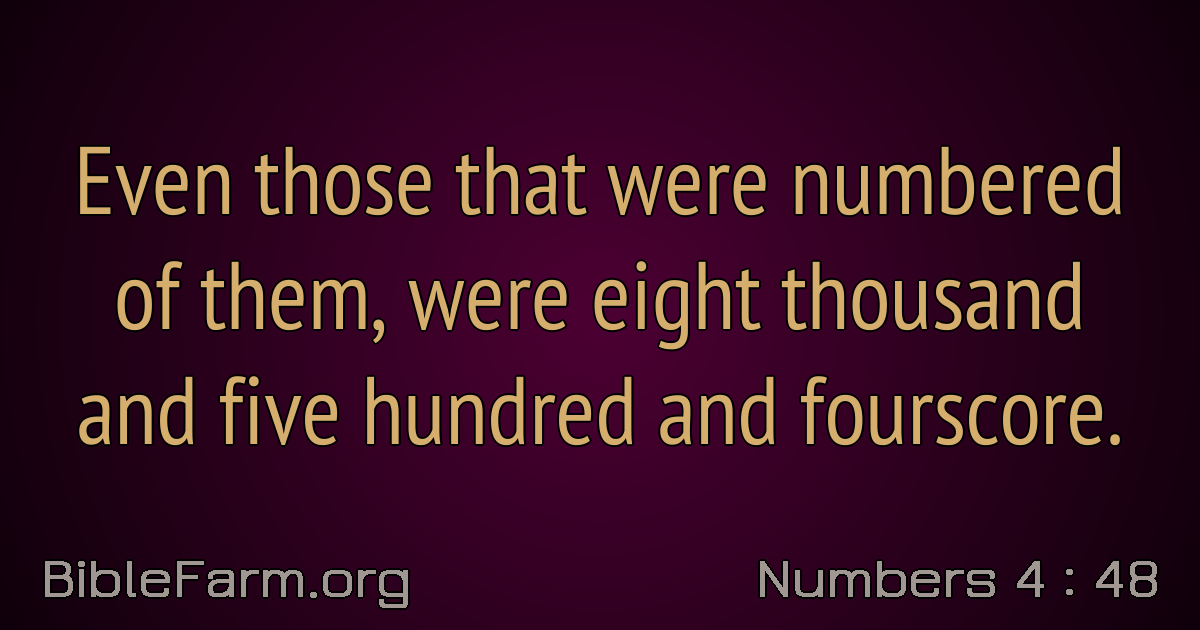 Even those that were numbered
of them, were eight thousand
and five hundred and fourscore.
BibleFarm.org
Numbers 4 : 48